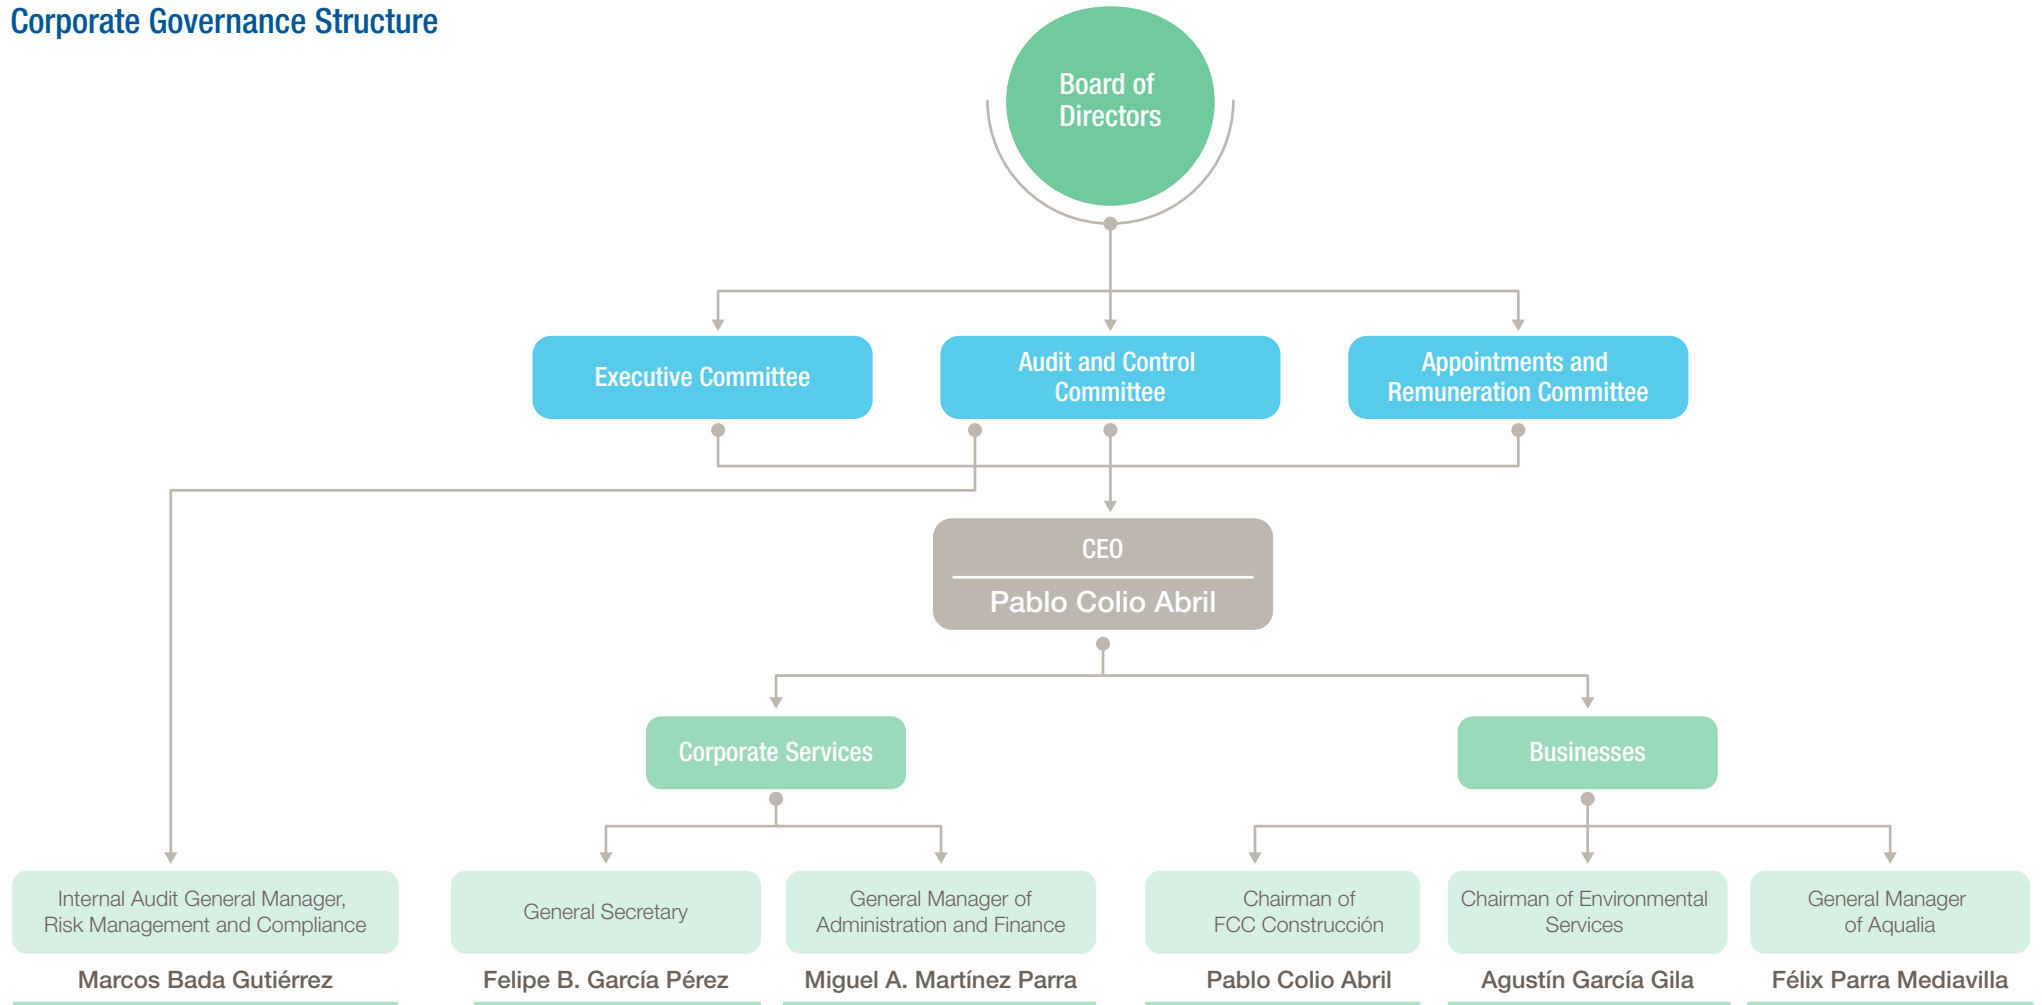 Corporate Governance Structure
Board of
Directors
Executive Committee
Audit and Control
Committee
Appointments and
Remuneration Committee
CEO
Pablo Colio Abril
Corporate Services
Businesses
Internal Audit General Manager,
Risk Management and Compliance
Marcos Bada Gutiérrez
General Secretary
Felipe B. García Pérez
General Manager of
Administration and Finance
Miguel A. Martínez Parra
Chairman of
FCC Construcción
Pablo Colio Abril
Chairman of Environmental
Services
Agustín García Gila
General Manager
of Aqualia
Félix Parra Mediavilla